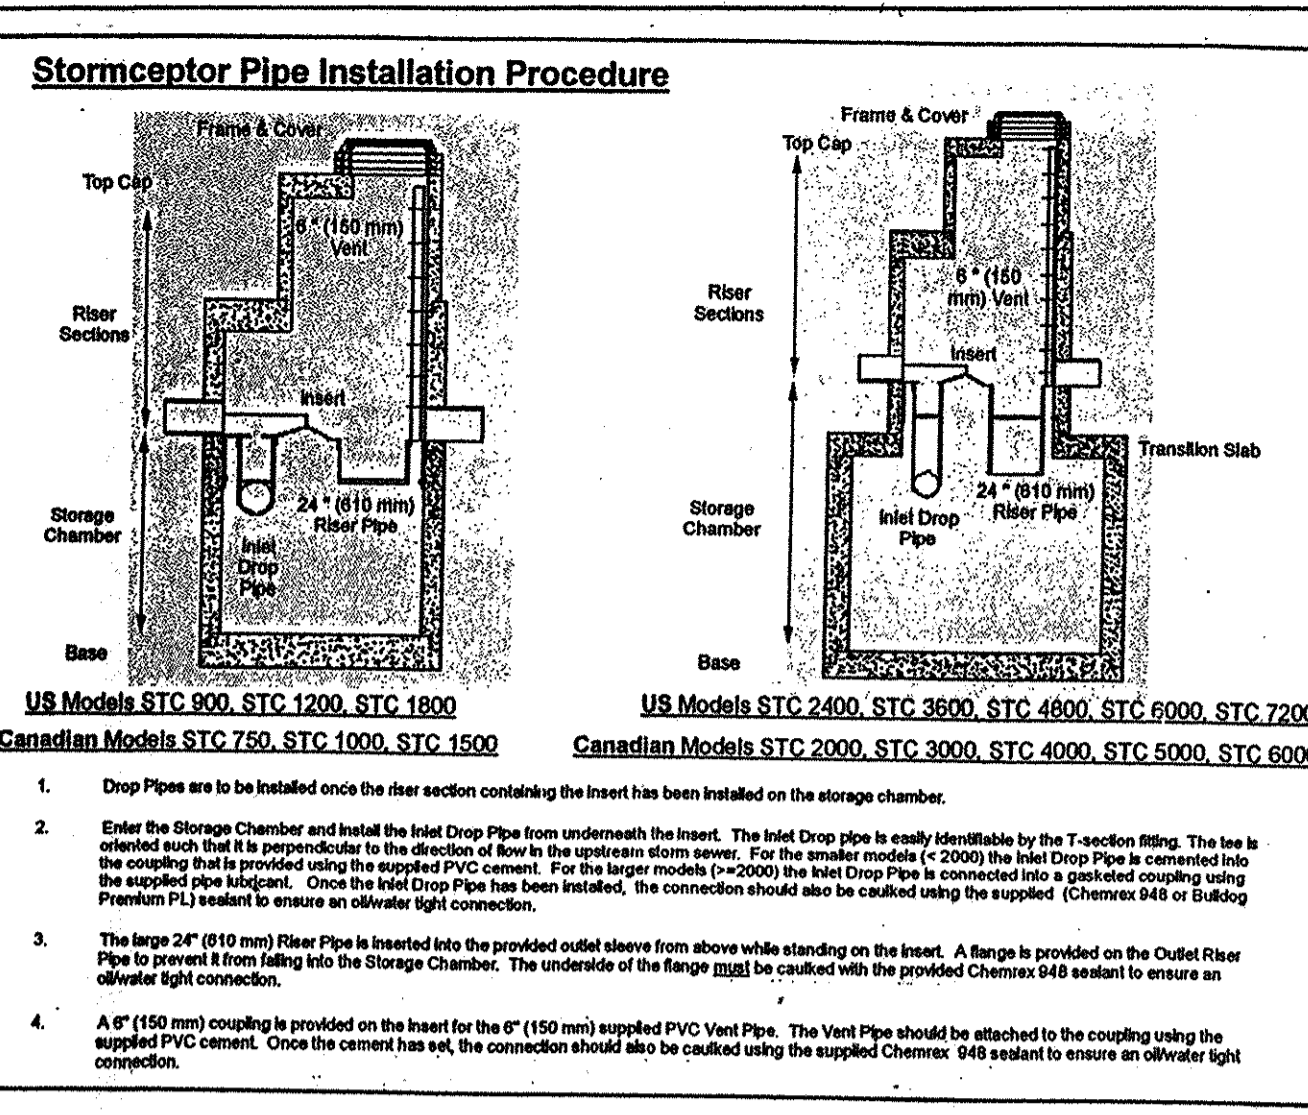 Stormceptor Pipe Installation Procedure
Frame & Cover
Top Cap
6 " (150 mm)
Vent
Riser
Sections
Insert
24 " (610 mm)
Riser Pipe
Storage
Chamber
Inlet
Drop
Pipe
Base
US Models STC 900, STC 1200, STC 1800
Canadian Models STC 750, STC 1000, STC 1500
Frame & Cover
Top Cap
6 " (150
mm) Vent
Riser
Sections
Insert
Transition Slab
24 " (610 mm)
Riser Pipe
Inlet Drop
Pipe
Storage
Chamber
Base
US Models STC 2400, STC 3600, STC 4800, STC 6000, STC 7200
Canadian Models STC 2000, STC 3000, STC 4000, STC 5000, STC 6000
1. Drop Pipes are to be installed once the riser section containing the insert has been installed on the storage chamber.
2. Enter the Storage Chamber and install the Inlet Drop Pipe from underneath the insert. The Inlet Drop pipe is easily identifiable by the T-section fitting. The tee is
oriented such that it is perpendicular to the direction of flow in the upstream storm sewer. For the smaller models (< 2000) the Inlet Drop Pipe is cemented into
the coupling that is provided using the supplied PVC cement. For the larger models (>=2000) the Inlet Drop Pipe is connected into a gasketed coupling using
the supplied pipe lubricant. Once the Inlet Drop Pipe has been installed, the connection should also be caulked using the supplied (Chemrex 948 or Bulldog
Premium PL) sealant to ensure an oil/water tight connection.
3. The large 24" (610 mm) Riser Pipe is inserted into the provided outlet sleeve from above while standing on the insert. A flange is provided on the Outlet Riser
Pipe to prevent it from falling into the Storage Chamber. The underside of the flange must be caulked with the provided Chemrex 948 sealant to ensure an
oil/water tight connection.
4. A 6" (150 mm) coupling is provided on the insert for the 6" (150 mm) supplied PVC Vent Pipe. The Vent Pipe should be attached to the coupling using the
supplied PVC cement. Once the cement has set, the connection should also be caulked using the supplied Chemrex 948 sealant to ensure an oil/water tight
connection.